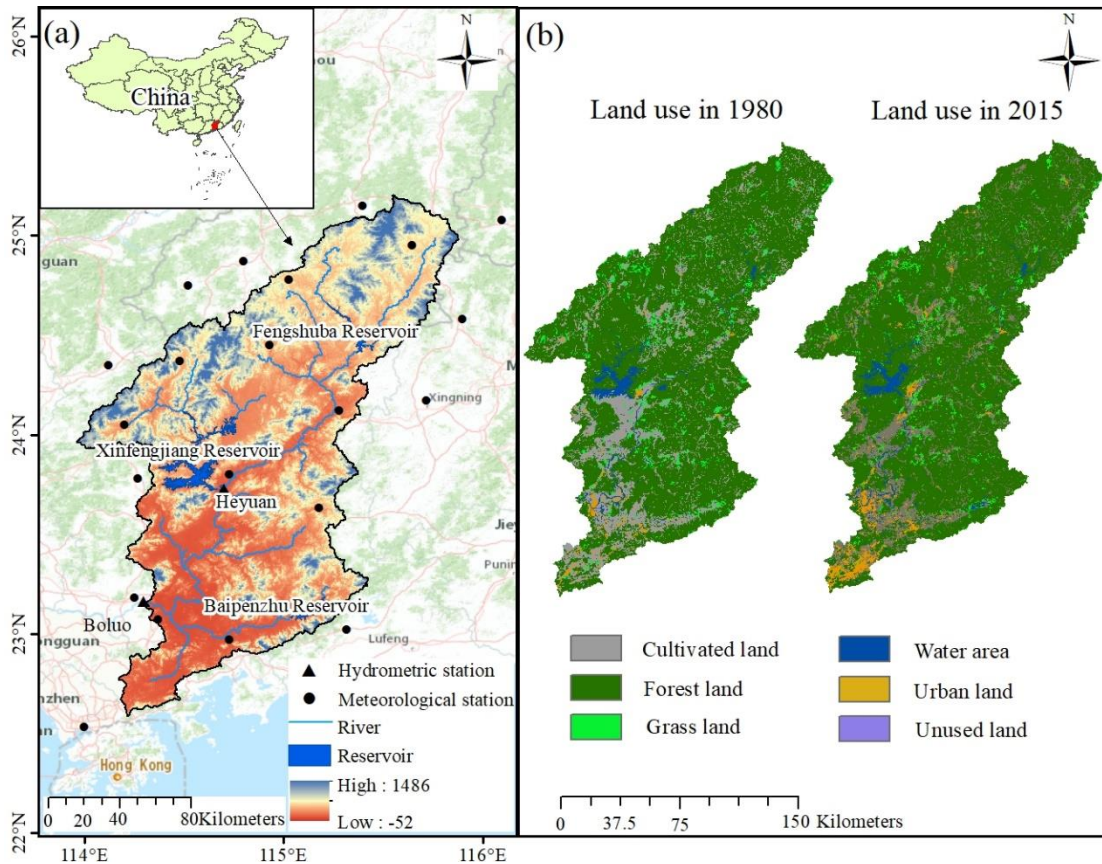 (a)
26°N
25°N
24°N
23°N
22°N
114°E
115°E
116°E
China
N
guan
Fengshuba Reservoir
Xingning
Xinfengjiang Reservoir
Heyuan
Baipenzhu Reservoir
Boluo
Lufeng
Hong Kong
Hydrometric station
Meteorological station
River
Reservoir
High : 1486
Low : -52
0 20 40 80 Kilometers
(b)
N
Land use in 1980
Land use in 2015
Cultivated land
Forest land
Grass land
Water area
Urban land
Unused land
0 37.5 75 150 Kilometers